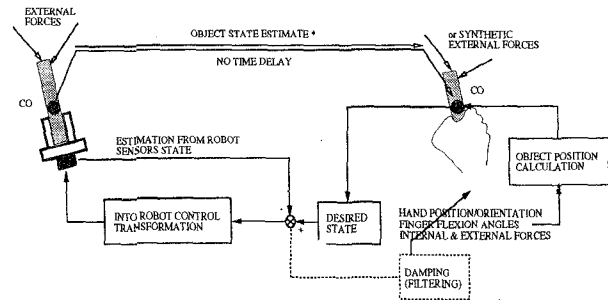 EXTERNAL
FORCES
OBJECT STATE ESTIMATE *
NO TIME DELAY
or SYNTHETIC
EXTERNAL FORCES
CO
CO
ESTIMATION FROM ROBOT
SENSORS STATE
OBJECT POSITION
CALCULATION
INTO ROBOT CONTROL
TRANSFORMATION
+
DESIRED
STATE
HAND POSITION/ORIENTATION
FINGER FLEXION ANGLES
INTERNAL & EXTERNAL FORCES
DAMPING
(FILTERING)